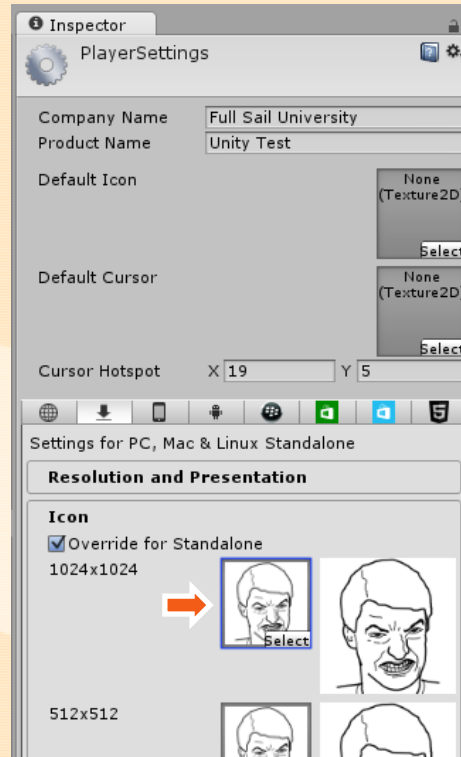 Inspector
PlayerSettings
Company Name Full Sail University
Product Name Unity Test
Default Icon None
(Texture2D)
Select
Default Cursor None
(Texture2D)
Select
Cursor Hotspot X 19 Y 5
Settings for PC, Mac & Linux Standalone
Resolution and Presentation
Icon
Override for Standalone
1024x1024
Select
512x512